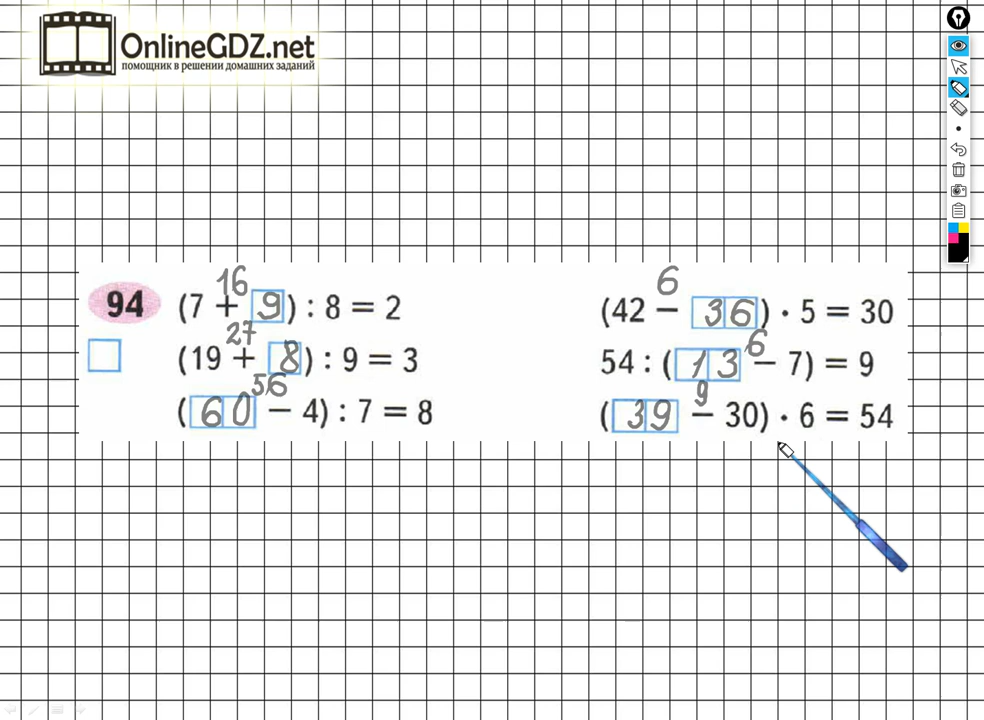 OnlineGDZ.net
помощник в решении домашних заданий
94
16
(7 + 9) : 8 = 2
27
(19 + 8) : 9 = 3
56
(60 − 4) : 7 = 8
6
(42 − 36) · 5 = 30
6
54 : (13 − 7) = 9
9
(39 − 30) · 6 = 54